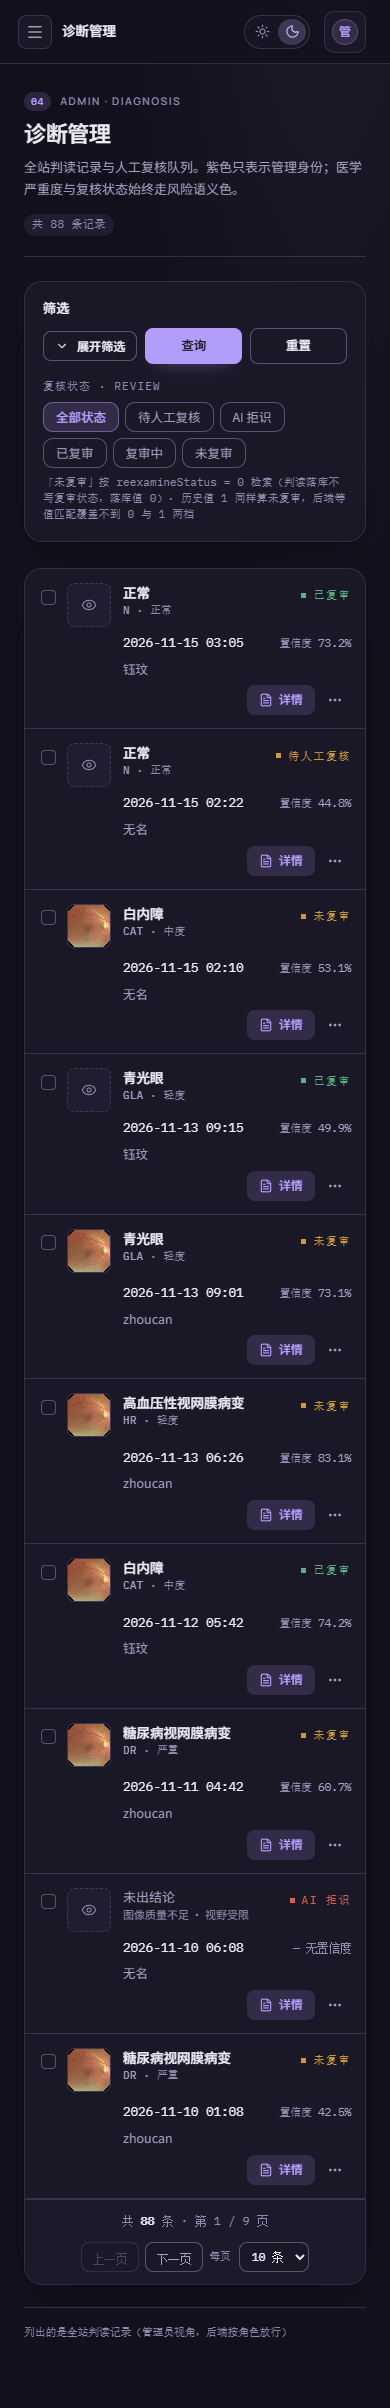 诊断管理
管
04 ADMIN · DIAGNOSIS
诊断管理
全站判读记录与人工复核队列。紫色只表示管理身份；医学
严重度与复核状态始终走风险语义色。
共 88 条记录
筛选
展开筛选 查询 重置
复核状态 · REVIEW
全部状态 待人工复核 AI 拒识
已复审 复审中 未复审
「未复审」按 reexamineStatus = 0 检索（判读落库不
写复审状态，落库值 0）· 历史值 1 同样算未复审，后端等
值匹配覆盖不到 0 与 1 两档
正常 已复审
N · 正常
2026-11-15 03:05 置信度 73.2%
钰玟
详情
正常 待人工复核
N · 正常
2026-11-15 02:22 置信度 44.8%
无名
详情
白内障 未复审
CAT · 中度
2026-11-15 02:10 置信度 53.1%
无名
详情
青光眼 已复审
GLA · 轻度
2026-11-13 09:15 置信度 49.9%
钰玟
详情
青光眼 未复审
GLA · 轻度
2026-11-13 09:01 置信度 73.1%
zhoucan
详情
高血压性视网膜病变 未复审
HR · 轻度
2026-11-13 06:26 置信度 83.1%
zhoucan
详情
白内障 已复审
CAT · 中度
2026-11-12 05:42 置信度 74.2%
钰玟
详情
糖尿病视网膜病变 未复审
DR · 严重
2026-11-11 04:42 置信度 60.7%
zhoucan
详情
未出结论 AI 拒识
图像质量不足 · 视野受限
2026-11-10 06:08 — 无置信度
无名
详情
糖尿病视网膜病变 未复审
DR · 严重
2026-11-10 01:08 置信度 42.5%
zhoucan
详情
共 88 条 · 第 1 / 9 页
上一页 下一页 每页 10 条
列出的是全站判读记录（管理员视角，后端按角色放行）